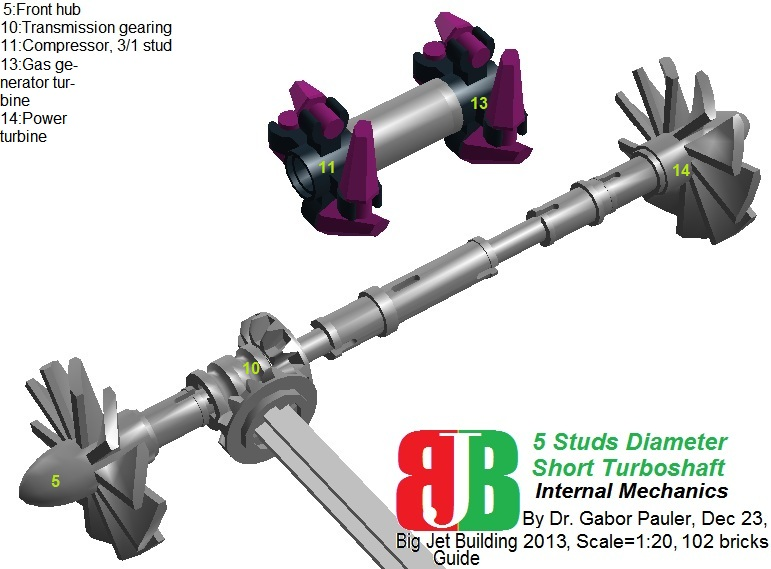 5:Front hub
10:Transmission gearing
11:Compressor, 3/1 stud
13:Gas ge-
nerator tur-
bine
14:Power
turbine
13
11
14
10
5
BJB
5 Studs Diameter
Short Turboshaft
Internal Mechanics
By Dr. Gabor Pauler, Dec 23,
Big Jet Building 2013, Scale=1:20, 102 bricks
Guide